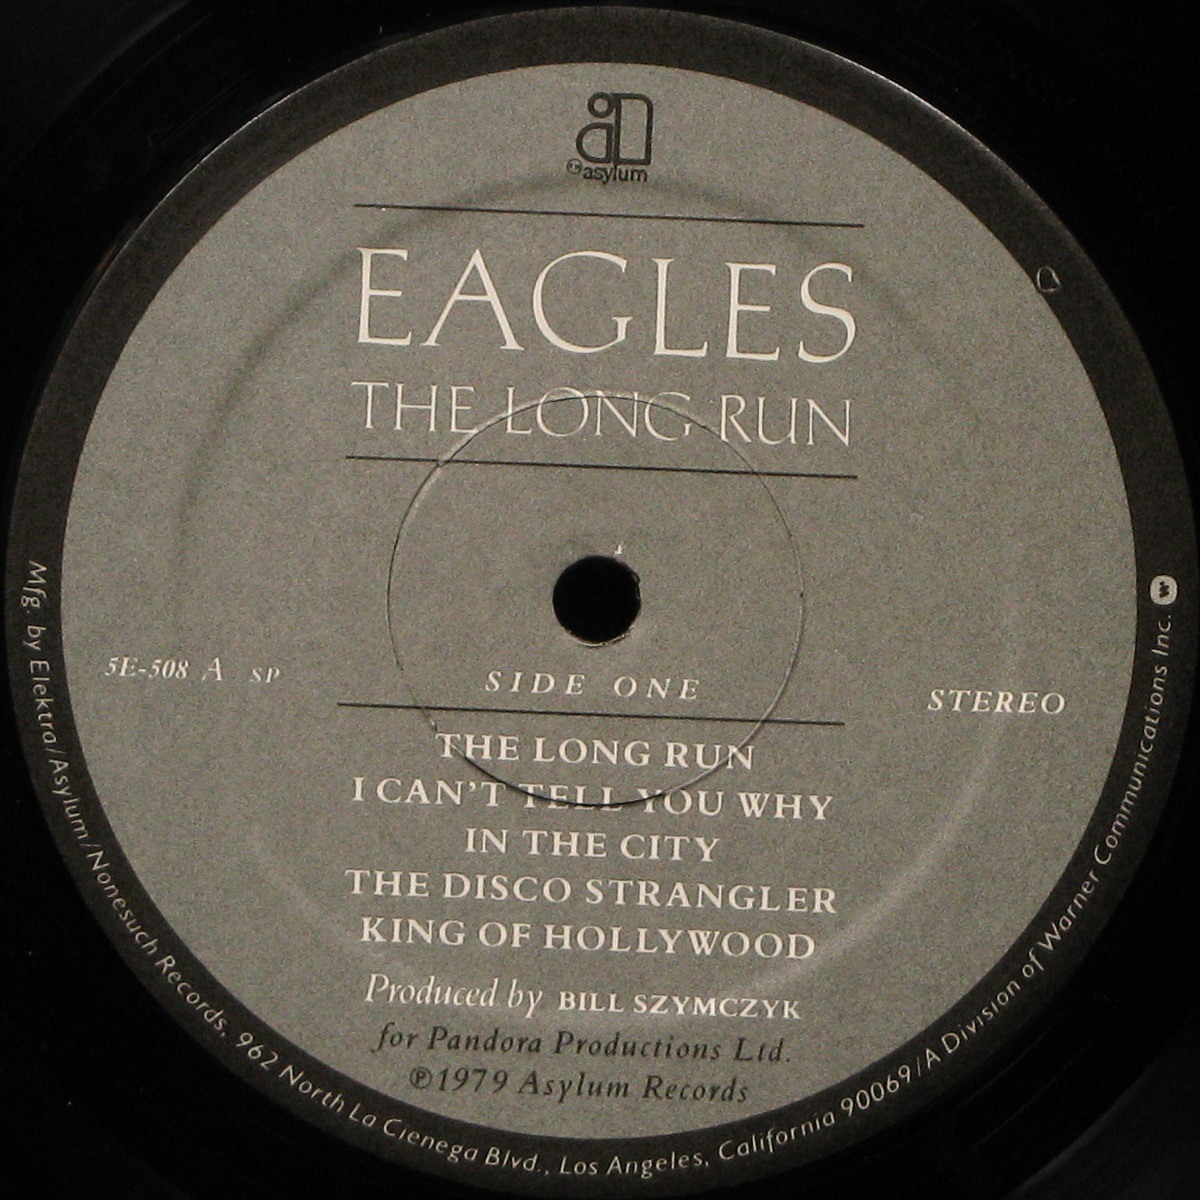 asylum
EAGLES
THE LONG RUN
5E-508 A SP
SIDE ONE
STEREO
THE LONG RUN
I CAN'T TELL YOU WHY
IN THE CITY
THE DISCO STRANGLER
KING OF HOLLYWOOD
Produced by BILL SZYMCZYK
for Pandora Productions Ltd.
℗1979 Asylum Records
Mfg. by Elektra/Asylum/Nonesuch Records, 962 North La Cienega Blvd., Los Angeles, California 90069/A Division of Warner Communications Inc.